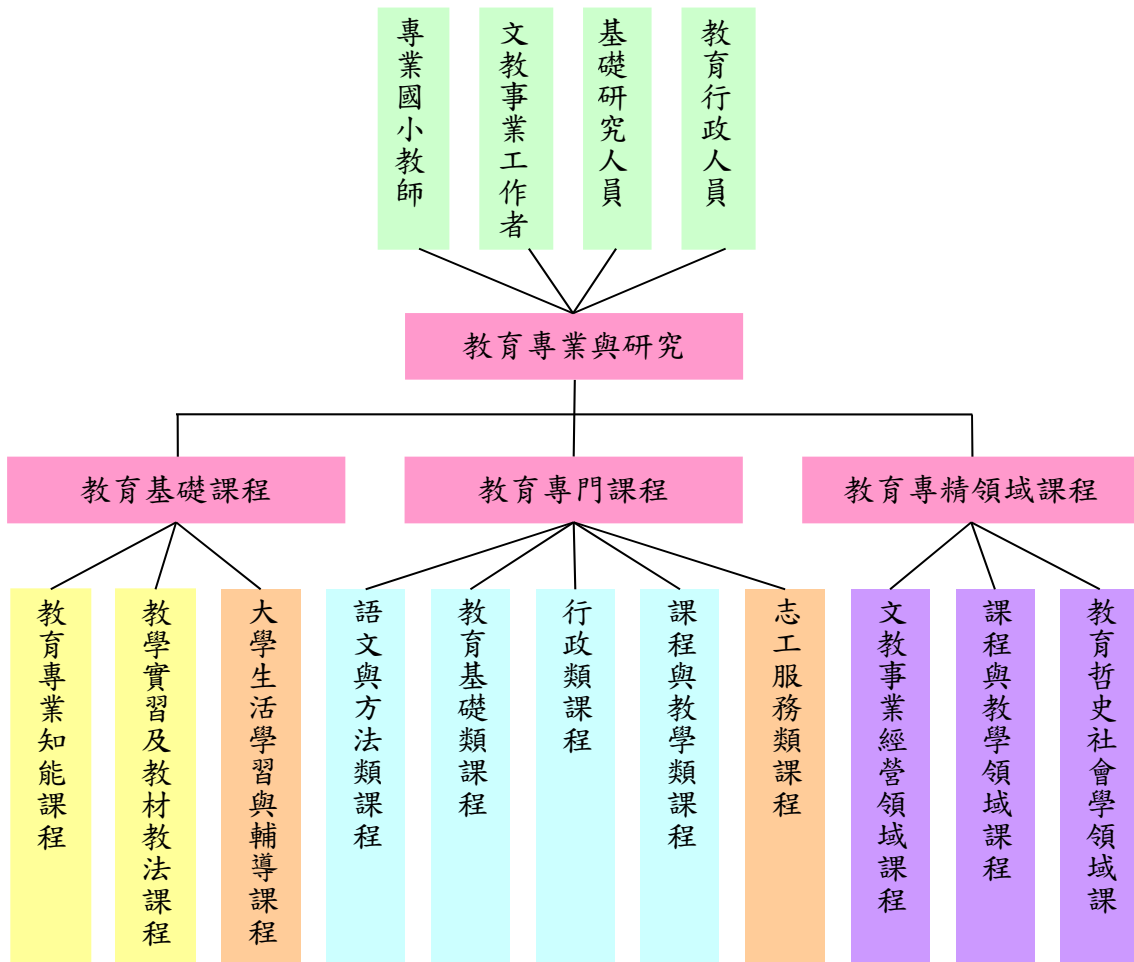 專業國小教師
文教事業工作者
基礎研究人員
教育行政人員
教育專業與研究
教育基礎課程
教育專門課程
教育專精領域課程
教育專業知能課程
教學實習及教材教法課程
大學生活學習與輔導課程
語文與方法類課程
教育基礎類課程
行政類課程
課程與教學類課程
志工服務類課程
文教事業經營領域課程
課程與教學領域課程
教育哲史社會學領域課